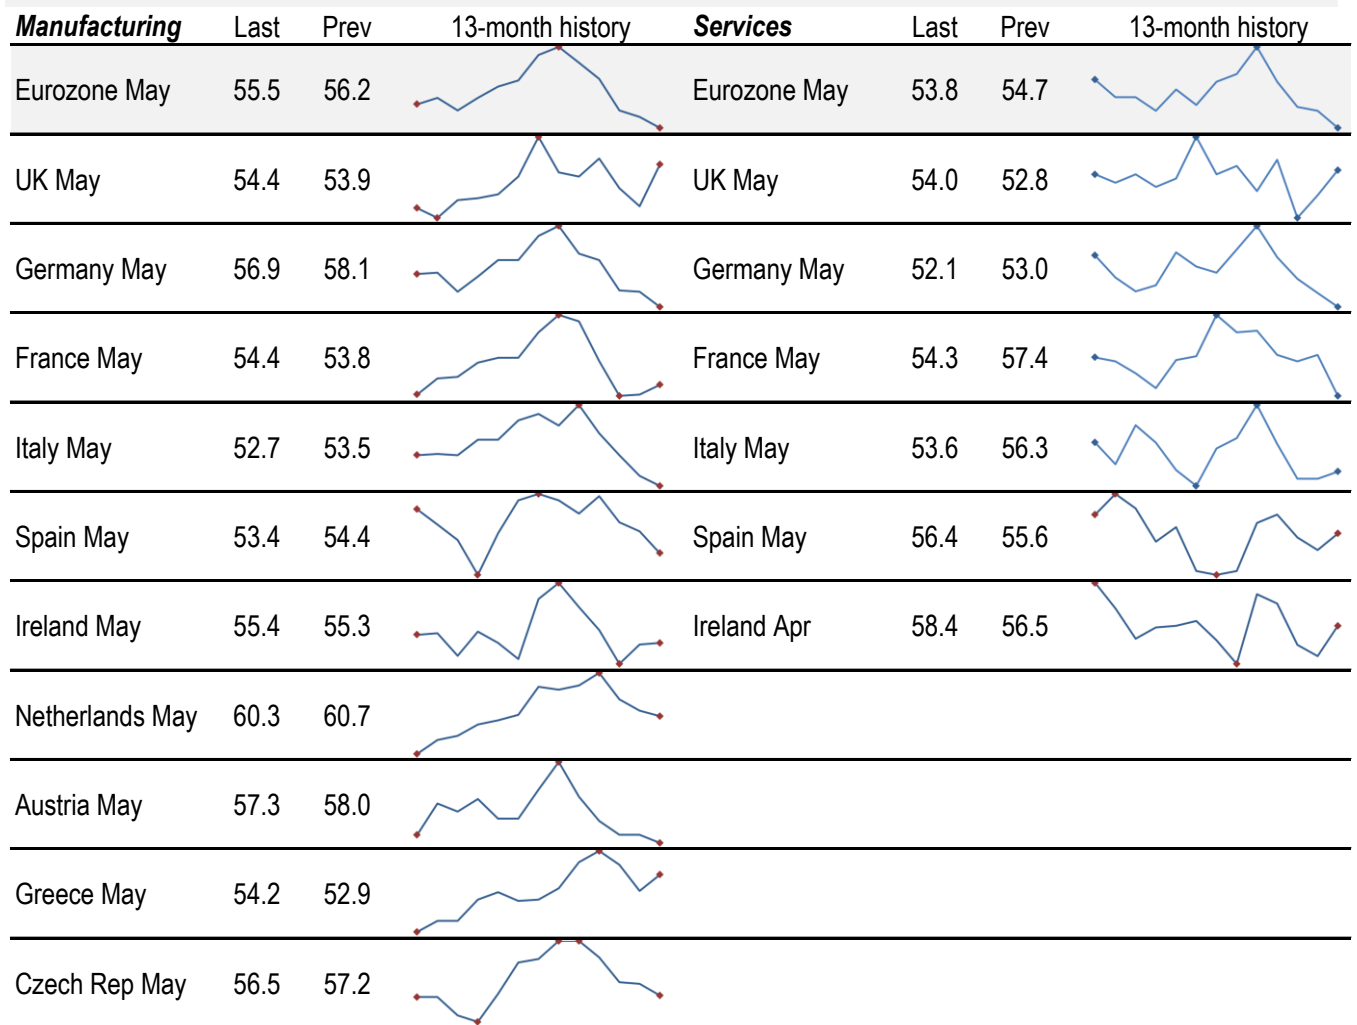 Manufacturing Last Prev 13-month history Services Last Prev 13-month history
Eurozone May 55.5 56.2 Eurozone May 53.8 54.7
UK May 54.4 53.9 UK May 54.0 52.8
Germany May 56.9 58.1 Germany May 52.1 53.0
France May 54.4 53.8 France May 54.3 57.4
Italy May 52.7 53.5 Italy May 53.6 56.3
Spain May 53.4 54.4 Spain May 56.4 55.6
Ireland May 55.4 55.3 Ireland Apr 58.4 56.5
Netherlands May 60.3 60.7
Austria May 57.3 58.0
Greece May 54.2 52.9
Czech Rep May 56.5 57.2